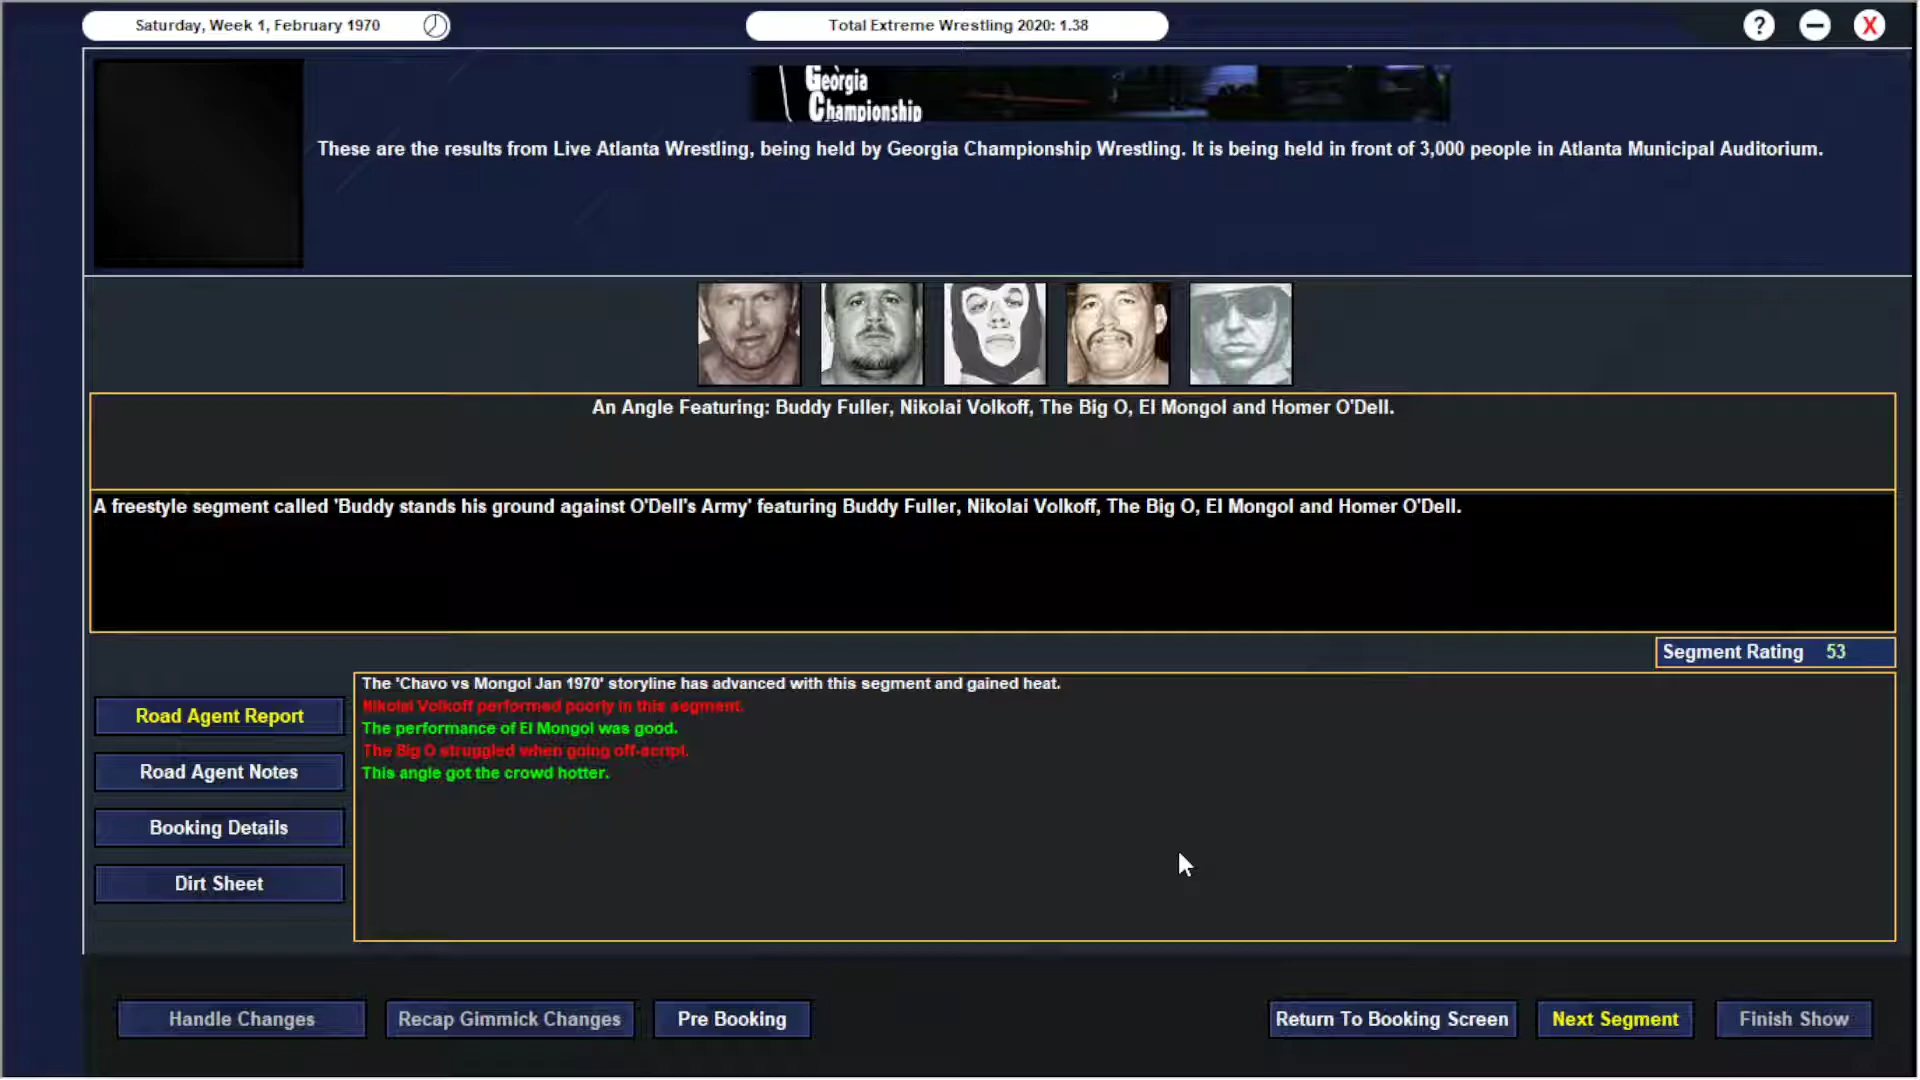 Saturday, Week 1, February 1970
Total Extreme Wrestling 2020: 1.38
?
X
Georgia
Championship
These are the results from Live Atlanta Wrestling, being held by Georgia Championship Wrestling. It is being held in front of 3,000 people in Atlanta Municipal Auditorium.
An Angle Featuring: Buddy Fuller, Nikolai Volkoff, The Big O, El Mongol and Homer O'Dell.
A freestyle segment called 'Buddy stands his ground against O'Dell's Army' featuring Buddy Fuller, Nikolai Volkoff, The Big O, El Mongol and Homer O'Dell.
Segment Rating 53
The 'Chavo vs Mongol Jan 1970' storyline has advanced with this segment and gained heat.
Nikolai Volkoff performed poorly in this segment.
The performance of El Mongol was good.
The Big O struggled when going off-script.
This angle got the crowd hotter.
Road Agent Report
Road Agent Notes
Booking Details
Dirt Sheet
Handle Changes
Recap Gimmick Changes
Pre Booking
Return To Booking Screen
Next Segment
Finish Show